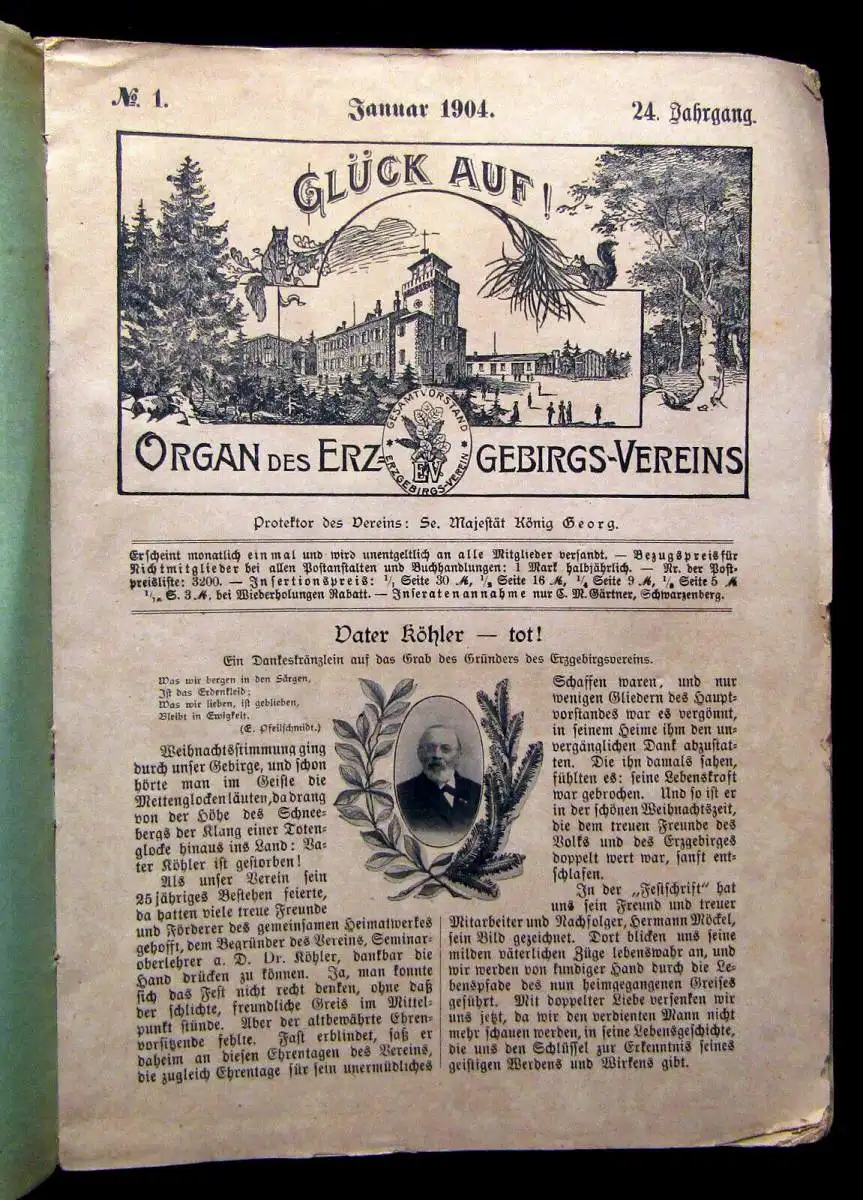 № 1.
Januar 1904.
24. Jahrgang.
GLÜCK AUF!
GESAMTVORSTAND
ERZGEBIRGS-VEREIN
EV
ORGAN DES ERZ-
GEBIRGS-VEREINS
Protektor des Vereins: Se. Majestät König Georg.
Erscheint monatlich einmal und wird unentgeltlich an alle Mitglieder versandt. — Bezugspreis für
Nichtmitglieder bei allen Postanstalten und Buchhandlungen: 1 Mark halbjährlich. — Nr. der Post-
preisliste: 3200. — Insertionspreis: 1/1 Seite 30 M, 1/2 Seite 16 M, 1/4 Seite 9 M, 1/8 Seite 5 M
S. 3 M, bei Wiederholungen Rabatt. — Inseratenannahme nur C. M. Gärtner, Schwarzenberg.
Vater Köhler — tot!
Ein Dankeskränzlein auf das Grab des Gründers des Erzgebirgsvereins.
Was wir bergen in den Särgen,
Ist das Erdenkleid;
Was wir lieben, ist geblieben,
Bleibt in Ewigkeit.
(E. Pfeilschmidt.)
Weihnachtsstimmung ging
durch unser Gebirge, und schon
hörte man im Geiste die
Mettenglocken läuten, da drang
von der Höhe des Schnee-
bergs der Klang einer Toten-
glocke hinaus ins Land: Va-
ter Köhler ist gestorben!
Als unser Verein sein
25 jähriges Bestehen feierte,
da hatten viele treue Freunde
und Förderer des gemeinsamen Heimatwerkes
gehofft, dem Begründer des Vereins, Seminar-
oberlehrer a. D. Dr. Köhler, dankbar die
Hand drücken zu können. Ja, man konnte
sich das Fest nicht recht denken, ohne daß
der schlichte, freundliche Greis im Mittel-
punkt stünde. Aber der altbewährte Ehren-
vorsitzende fehlte. Fast erblindet, saß er
daheim an diesen Ehrentagen des Vereins,
die zugleich Ehrentage für sein unermüdliches
Schaffen waren, und nur
wenigen Gliedern des Haupt-
vorstandes war es vergönnt,
in seinem Heime ihm den un-
vergänglichen Dank abzustat-
ten. Die ihn damals sahen,
fühlten es: seine Lebenskraft
war gebrochen. Und so ist er
in der schönen Weihnachtszeit,
die dem treuen Freunde des
Volks und des Erzgebirges
doppelt wert war, sanft ent-
schlafen.
In der „Festschrift“ hat
uns sein Freund und treuer
Mitarbeiter und Nachfolger, Hermann Möckel,
sein Bild gezeichnet. Dort blicken uns seine
milden väterlichen Züge lebenswahr an, und
wir werden von kundiger Hand durch die Le-
benspfade des nun heimgegangenen Greises
geführt. Mit doppelter Liebe versenken wir
uns jetzt, da wir den verdienten Mann nicht
mehr schauen werden, in seine Lebensgeschichte,
die uns den Schlüssel zur Erkenntnis seines
geistigen Werdens und Wirkens gibt.